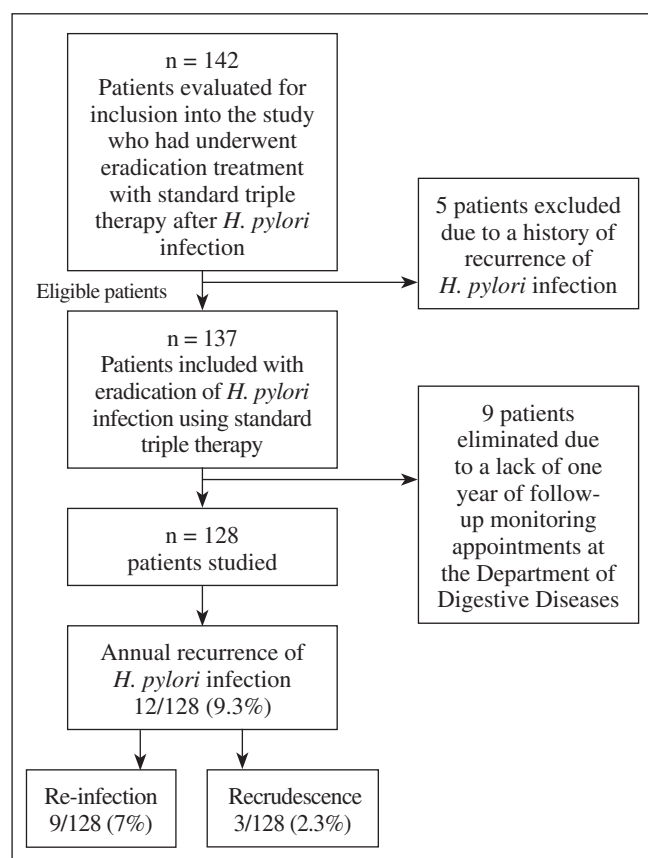 n = 142
Patients evaluated for
inclusion into the study
who had underwent
eradication treatment
with standard triple
therapy after H. pylori
infection
5 patients excluded
due to a history of
recurrence of
H. pylori infection
Eligible patients
n = 137
Patients included with
eradication of H. pylori
infection using standard
triple therapy
9 patients
eliminated due
to a lack of one
year of follow-
up monitoring
appointments at
the Department of
Digestive Diseases
n = 128
patients studied
Annual recurrence of
H. pylori infection
12/128 (9.3%)
Re-infection
9/128 (7%)
Recrudescence
3/128 (2.3%)